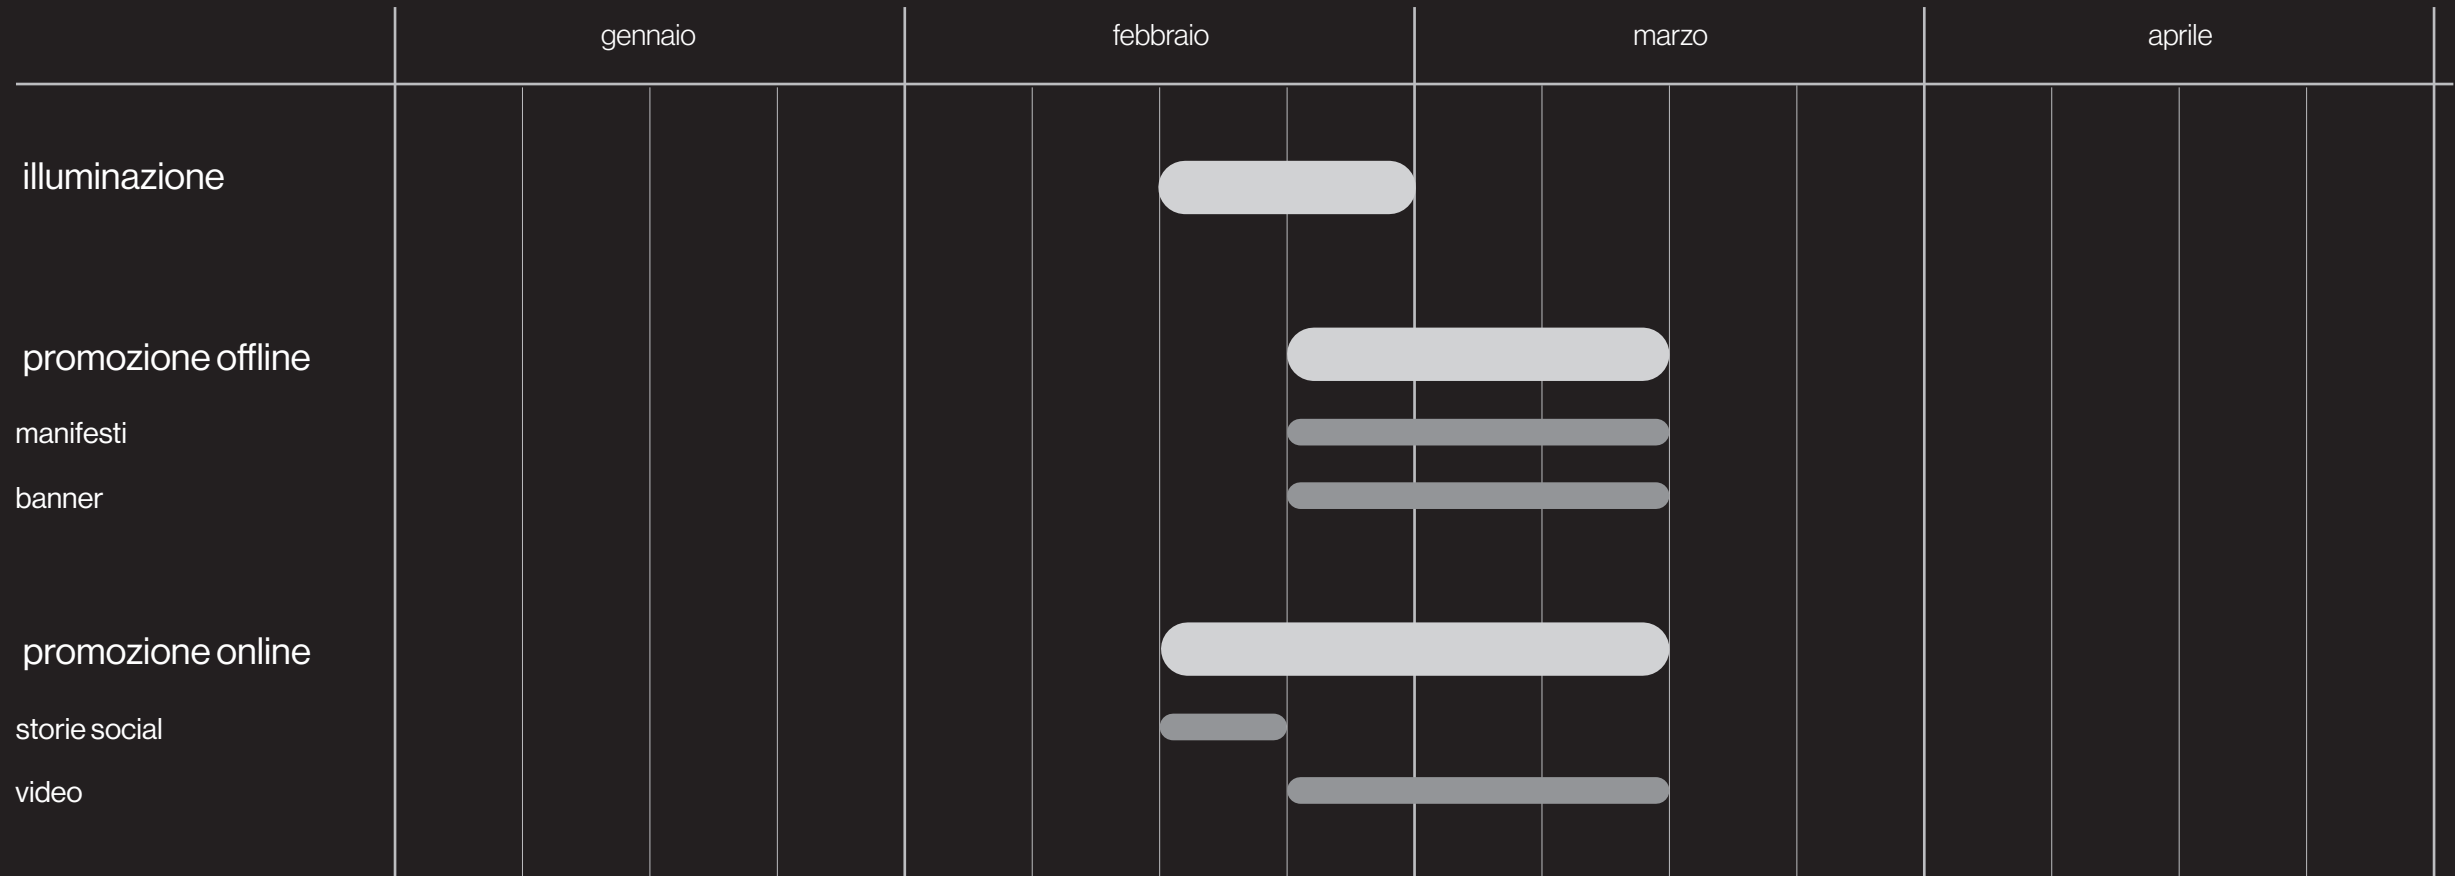 gennaio febbraio marzo aprile
illuminazione
promozione offline
manifesti
banner
promozione online
storie social
video